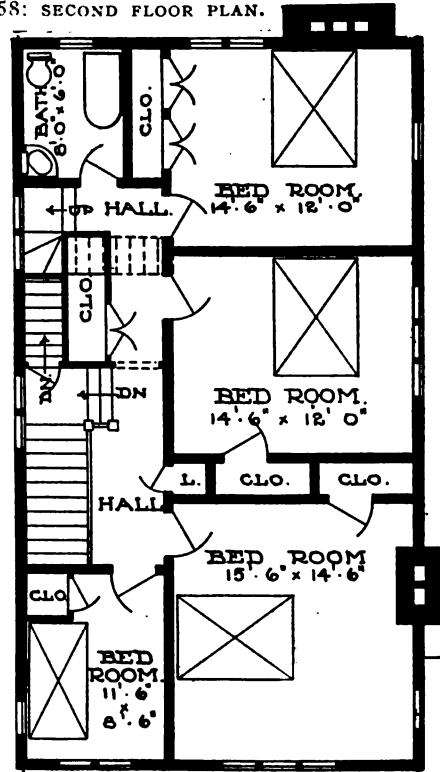 58: SECOND FLOOR PLAN.
BATH
8'.0" x 6'.0"
CLO.
BED ROOM.
14'.6" x 12'.0"
UP
HALL.
CLO.
BED ROOM.
14'.6" x 12' 0"
DN.
DN
L.
CLO.
CLO.
HALL
BED ROOM
15'.6" x 14'.6"
CLO
BED
ROOM.
11'.6"
x
8'.6"